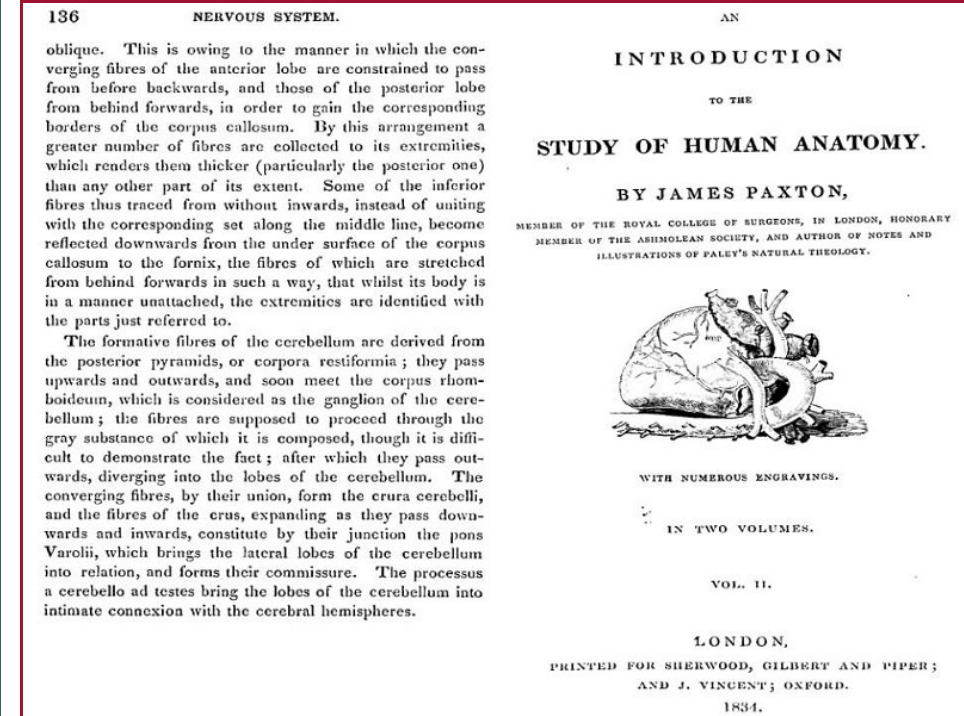 136 NERVOUS SYSTEM.
oblique. This is owing to the manner in which the con-
verging fibres of the anterior lobe are constrained to pass
from before backwards, and those of the posterior lobe
from behind forwards, in order to gain the corresponding
borders of the corpus callosum. By this arrangement a
greater number of fibres are collected to its extremities,
which renders them thicker (particularly the posterior one)
than any other part of its extent. Some of the inferior
fibres thus traced from without inwards, instead of uniting
with the corresponding set along the middle line, become
reflected downwards from the under surface of the corpus
callosum to the fornix, the fibres of which are stretched
from behind forwards in such a way, that whilst its body is
in a manner unattached, the extremities are identified with
the parts just referred to.
The formative fibres of the cerebellum are derived from
the posterior pyramids, or corpora restiformia ; they pass
upwards and outwards, and soon meet the corpus rhom-
boideum, which is considered as the ganglion of the cere-
bellum ; the fibres are supposed to proceed through the
gray substance of which it is composed, though it is diffi-
cult to demonstrate the fact ; after which they pass out-
wards, diverging into the lobes of the cerebellum. The
converging fibres, by their union, form the crura cerebelli,
and the fibres of the crus, expanding as they pass down-
wards and inwards, constitute by their junction the pons
Varolii, which brings the lateral lobes of the cerebellum
into relation, and forms their commissure. The processus
a cerebello ad testes bring the lobes of the cerebellum into
intimate connexion with the cerebral hemispheres.
AN
INTRODUCTION
TO THE
STUDY OF HUMAN ANATOMY.
BY JAMES PAXTON,
MEMBER OF THE ROYAL COLLEGE OF SURGEONS, IN LONDON, HONORARY
MEMBER OF THE ASHMOLEAN SOCIETY, AND AUTHOR OF NOTES AND
ILLUSTRATIONS OF PALEY'S NATURAL THEOLOGY.
WITH NUMEROUS ENGRAVINGS.
IN TWO VOLUMES.
VOL. II.
LONDON,
PRINTED FOR SHERWOOD, GILBERT AND PIPER ;
AND J. VINCENT ; OXFORD.
1834.